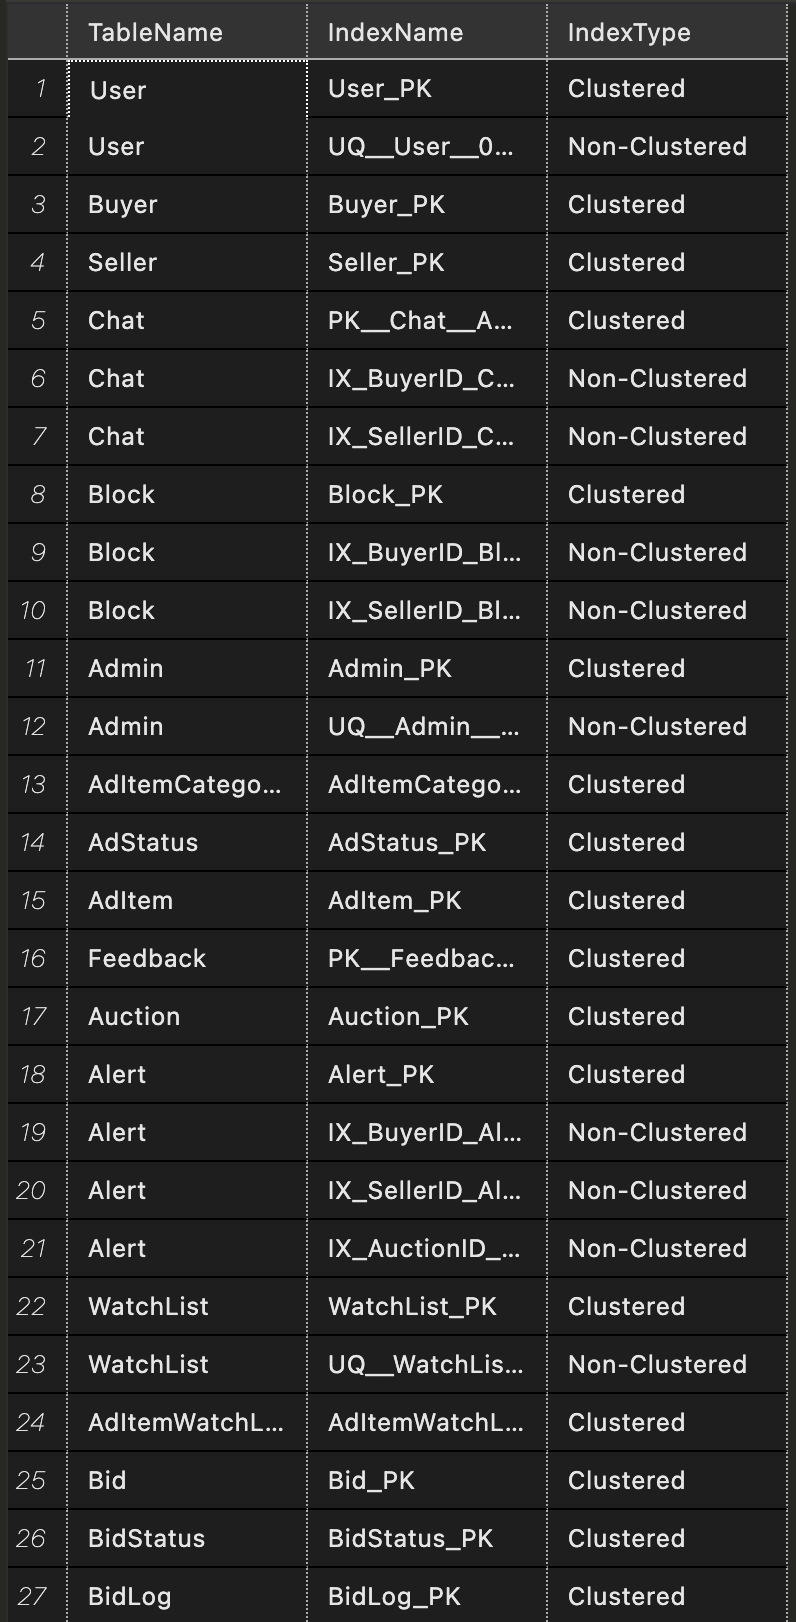 TableName IndexName IndexType
1 User User_PK Clustered
2 User UQ__User__0... Non-Clustered
3 Buyer Buyer_PK Clustered
4 Seller Seller_PK Clustered
5 Chat PK__Chat__A... Clustered
6 Chat IX_BuyerID_C... Non-Clustered
7 Chat IX_SellerID_C... Non-Clustered
8 Block Block_PK Clustered
9 Block IX_BuyerID_Bl... Non-Clustered
10 Block IX_SellerID_Bl... Non-Clustered
11 Admin Admin_PK Clustered
12 Admin UQ__Admin__... Non-Clustered
13 AdItemCatego... AdItemCatego... Clustered
14 AdStatus AdStatus_PK Clustered
15 AdItem AdItem_PK Clustered
16 Feedback PK__Feedbac... Clustered
17 Auction Auction_PK Clustered
18 Alert Alert_PK Clustered
19 Alert IX_BuyerID_Al... Non-Clustered
20 Alert IX_SellerID_Al... Non-Clustered
21 Alert IX_AuctionID_... Non-Clustered
22 WatchList WatchList_PK Clustered
23 WatchList UQ__WatchLis... Non-Clustered
24 AdItemWatchL... AdItemWatchL... Clustered
25 Bid Bid_PK Clustered
26 BidStatus BidStatus_PK Clustered
27 BidLog BidLog_PK Clustered